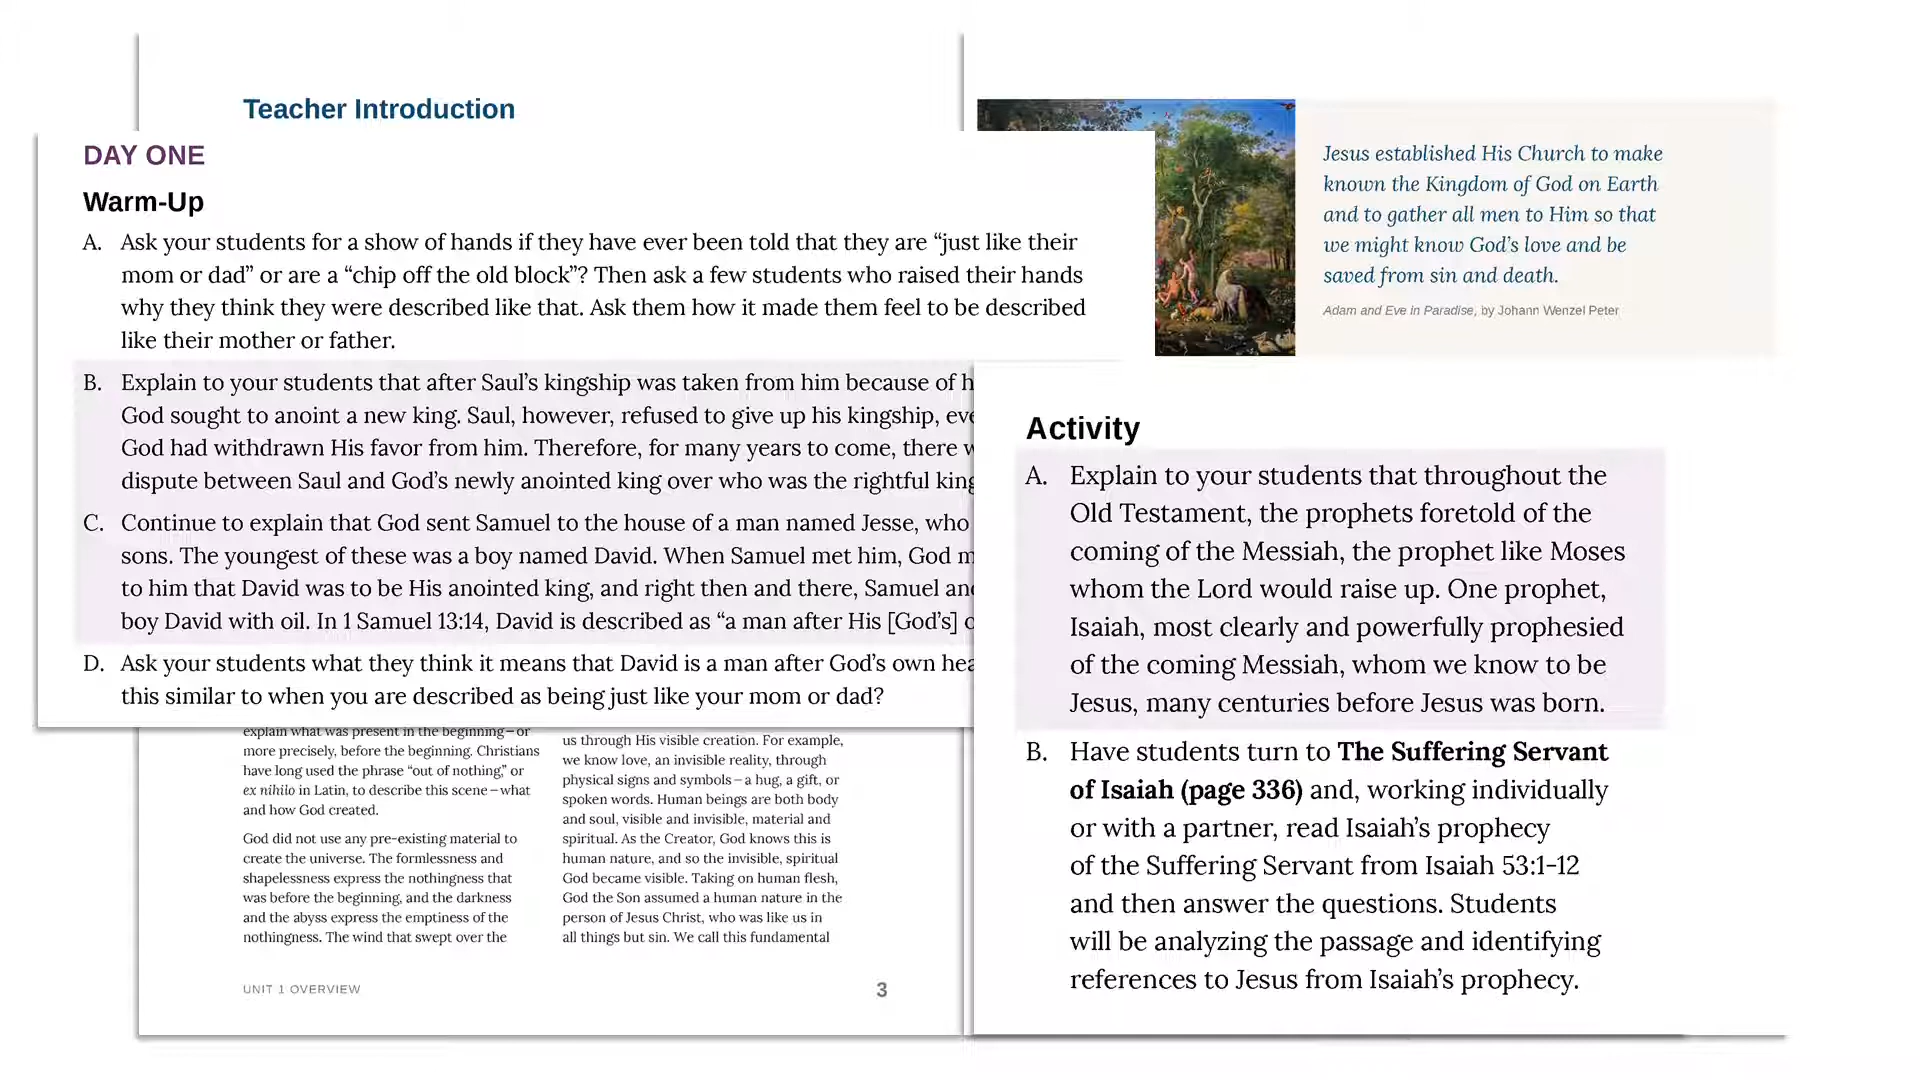 Teacher Introduction
DAY ONE
Warm-Up
A. Ask your students for a show of hands if they have ever been told that they are “just like their
mom or dad” or are a “chip off the old block”? Then ask a few students who raised their hands
why they think they were described like that. Ask them how it made them feel to be described
like their mother or father.
B. Explain to your students that after Saul’s kingship was taken from him because of
God sought to anoint a new king. Saul, however, refused to give up his kingship,
God had withdrawn His favor from him. Therefore, for many years to come, there
dispute between Saul and God’s newly anointed king over who was the rightful king
C. Continue to explain that God sent Samuel to the house of a man named Jesse, who
sons. The youngest of these was a boy named David. When Samuel met him, God
to him that David was to be His anointed king, and right then and there, Samuel
boy David with oil. In 1 Samuel 13:14, David is described as “a man after His [God’s]
D. Ask your students what they think it means that David is a man after God’s own
this similar to when you are described as being just like your mom or dad?
explain what was present in the beginning—or
more precisely, before the beginning. Christians
have long used the phrase “out of nothing,” or
ex nihilo in Latin, to describe this scene—what
and how God created.
God did not use any pre-existing material to
create the universe. The formlessness and
shapelessness express the nothingness that
was before the beginning, and the darkness
and the abyss express the emptiness of the
nothingness. The wind that swept over the
us through His visible creation. For example,
we know love, an invisible reality, through
physical signs and symbols—a hug, a gift, or
spoken words. Human beings are both body
and soul, visible and invisible, material and
spiritual. As the Creator, God knows this is
human nature, and so the invisible, spiritual
God became visible. Taking on human flesh,
God the Son assumed a human nature in the
person of Jesus Christ, who was like us in
all things but sin. We call this fundamental
UNIT 1 OVERVIEW
3
Jesus established His Church to make
known the Kingdom of God on Earth
and to gather all men to Him so that
we might know God’s love and be
saved from sin and death.
Adam and Eve in Paradise, by Johann Wenzel Peter
Activity
A. Explain to your students that throughout the
Old Testament, the prophets foretold of the
coming of the Messiah, the prophet like Moses
whom the Lord would raise up. One prophet,
Isaiah, most clearly and powerfully prophesied
of the coming Messiah, whom we know to be
Jesus, many centuries before Jesus was born.
B. Have students turn to The Suffering Servant
of Isaiah (page 336) and, working individually
or with a partner, read Isaiah’s prophecy
of the Suffering Servant from Isaiah 53:1-12
and then answer the questions. Students
will be analyzing the passage and identifying
references to Jesus from Isaiah’s prophecy.